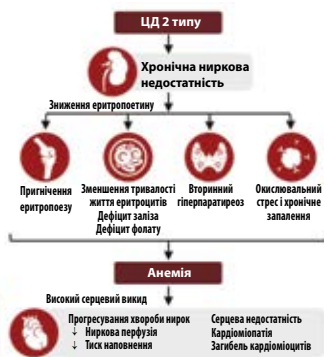 ЦД 2 типу
Хронічна ниркова
недостатність
Зниження еритропоетину
Пригнічення
еритропоезу
Зменшення тривалості
життя еритроцитів
Дефіцит заліза
Дефіцит фолату
Вторинний
гіперпаратиреоз
Окислювальний
стрес і хронічне
запалення
Анемія
Високий серцевий викид
Прогресування хвороби нирок
↓ Ниркова перфузія
↓ Тиск наповнення
Серцева недостатність
Кардіоміопатія
Загибель кардіоміоцитів